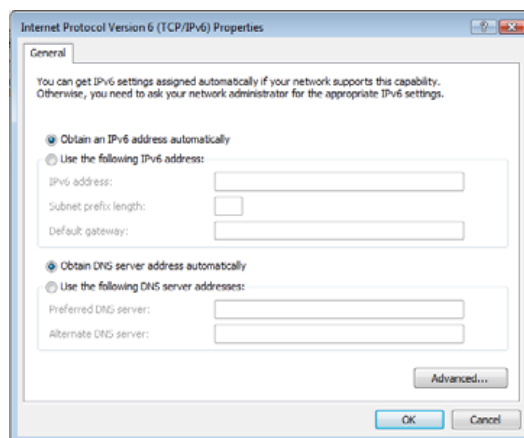 Internet Protocol Version 6 (TCP/IPv6) Properties
General
You can get IPv6 settings assigned automatically if your network supports this capability.
Otherwise, you need to ask your network administrator for the appropriate IPv6 settings.
Obtain an IPv6 address automatically
Use the following IPv6 address:
IPv6 address:
Subnet prefix length:
Default gateway:
Obtain DNS server address automatically
Use the following DNS server addresses:
Preferred DNS server:
Alternate DNS server:
Advanced...
OK
Cancel